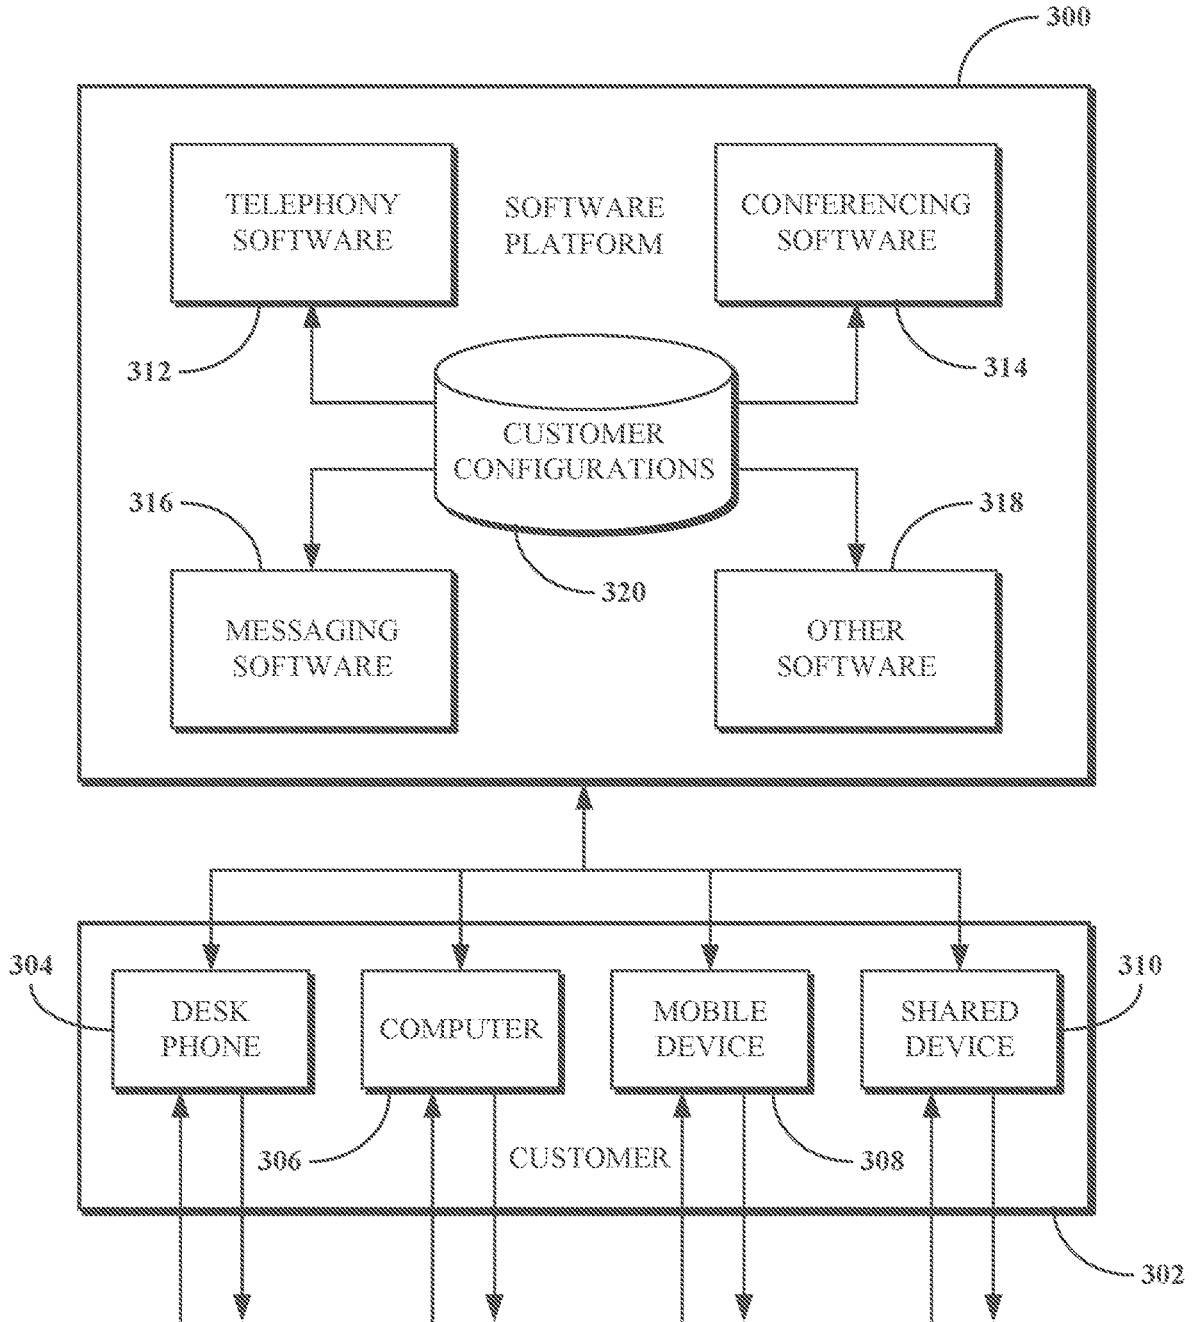 300
TELEPHONY
SOFTWARE
SOFTWARE
PLATFORM
CONFERENCING
SOFTWARE
312
314
CUSTOMER
CONFIGURATIONS
316
318
320
MESSAGING
SOFTWARE
OTHER
SOFTWARE
304
310
DESK
PHONE
COMPUTER
MOBILE
DEVICE
SHARED
DEVICE
306
CUSTOMER
308
302